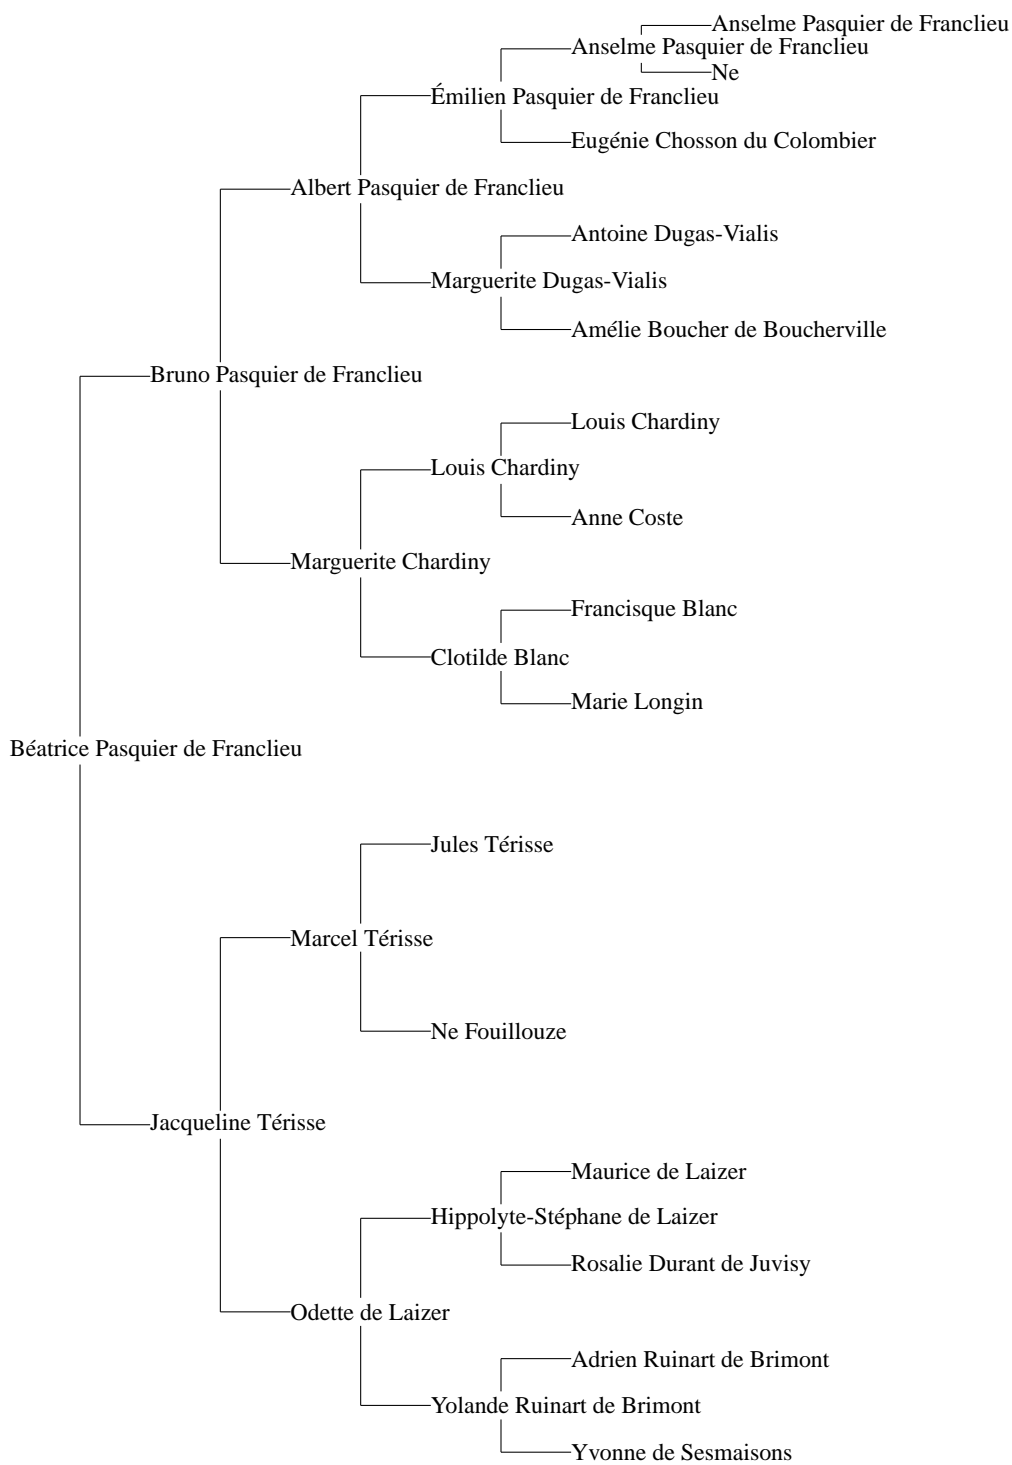 Anselme Pasquier de Franclieu
Anselme Pasquier de Franclieu
Ne
Émilien Pasquier de Franclieu
Eugénie Chosson du Colombier
Albert Pasquier de Franclieu
Antoine Dugas-Vialis
Marguerite Dugas-Vialis
Amélie Boucher de Boucherville
Bruno Pasquier de Franclieu
Louis Chardiny
Louis Chardiny
Anne Coste
Marguerite Chardiny
Francisque Blanc
Clotilde Blanc
Marie Longin
Béatrice Pasquier de Franclieu
Jules Térisse
Marcel Térisse
Ne Fouillouze
Jacqueline Térisse
Maurice de Laizer
Hippolyte-Stéphane de Laizer
Rosalie Durant de Juvisy
Odette de Laizer
Adrien Ruinart de Brimont
Yolande Ruinart de Brimont
Yvonne de Sesmaisons